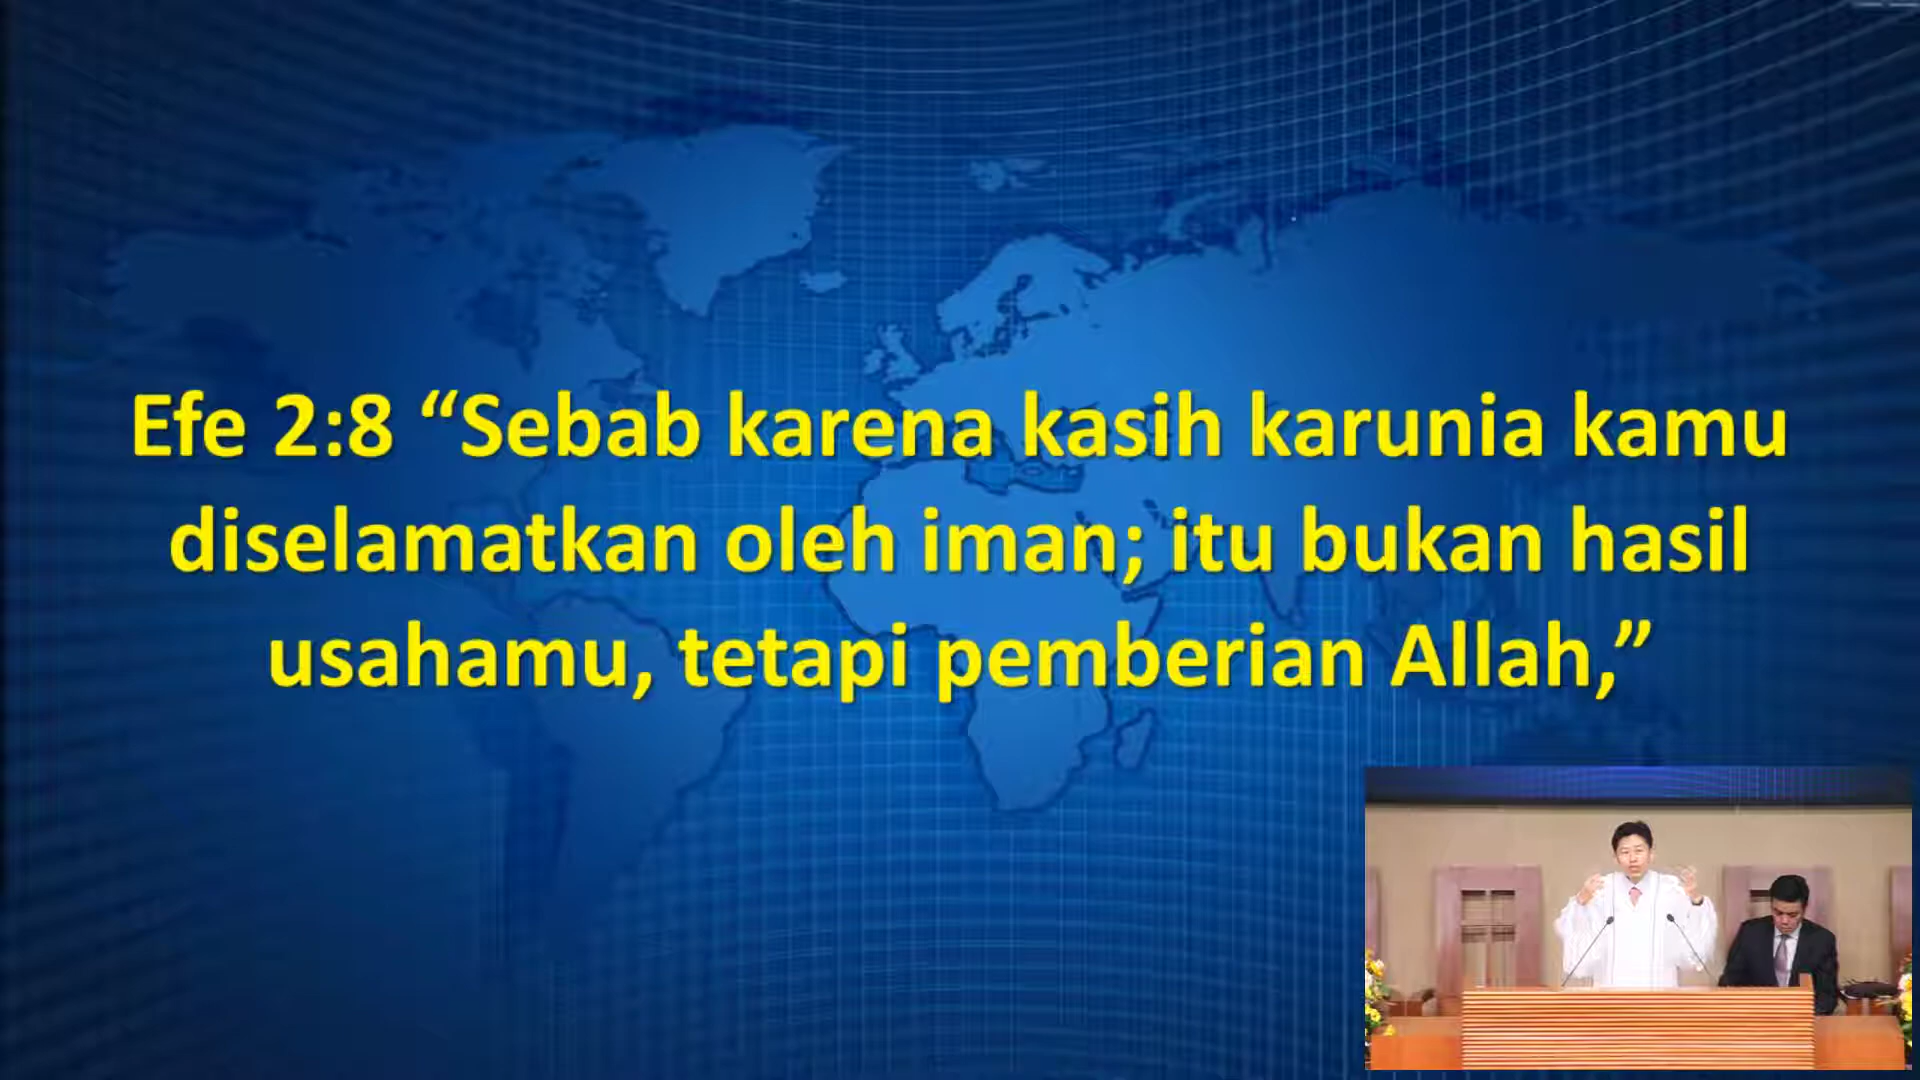 Efe 2:8 “Sebab karena kasih karunia kamu
diselamatkan oleh iman; itu bukan hasil
usahamu, tetapi pemberian Allah,”